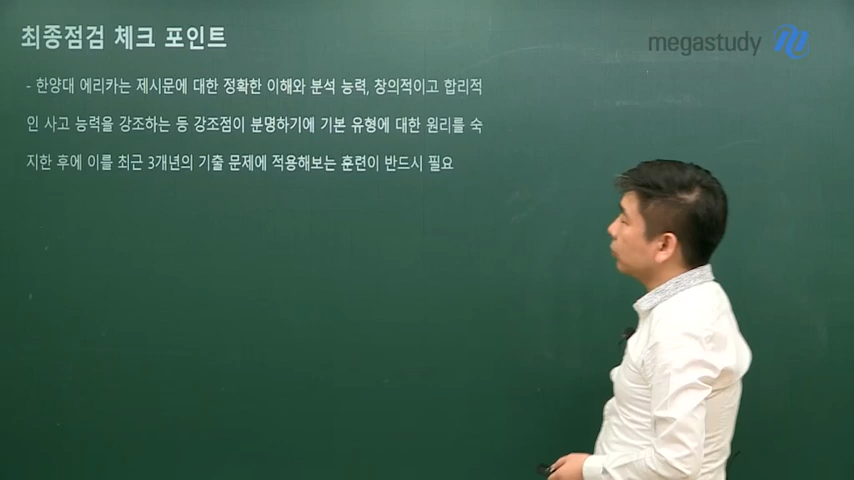 최종점검 체크 포인트
megastudy
- 한양대 에리카는 제시문에 대한 정확한 이해와 분석 능력, 창의적이고 합리적
인 사고 능력을 강조하는 등 강조점이 분명하기에 기본 유형에 대한 원리를 숙
지한 후에 이를 최근 3개년의 기출 문제에 적용해보는 훈련이 반드시 필요